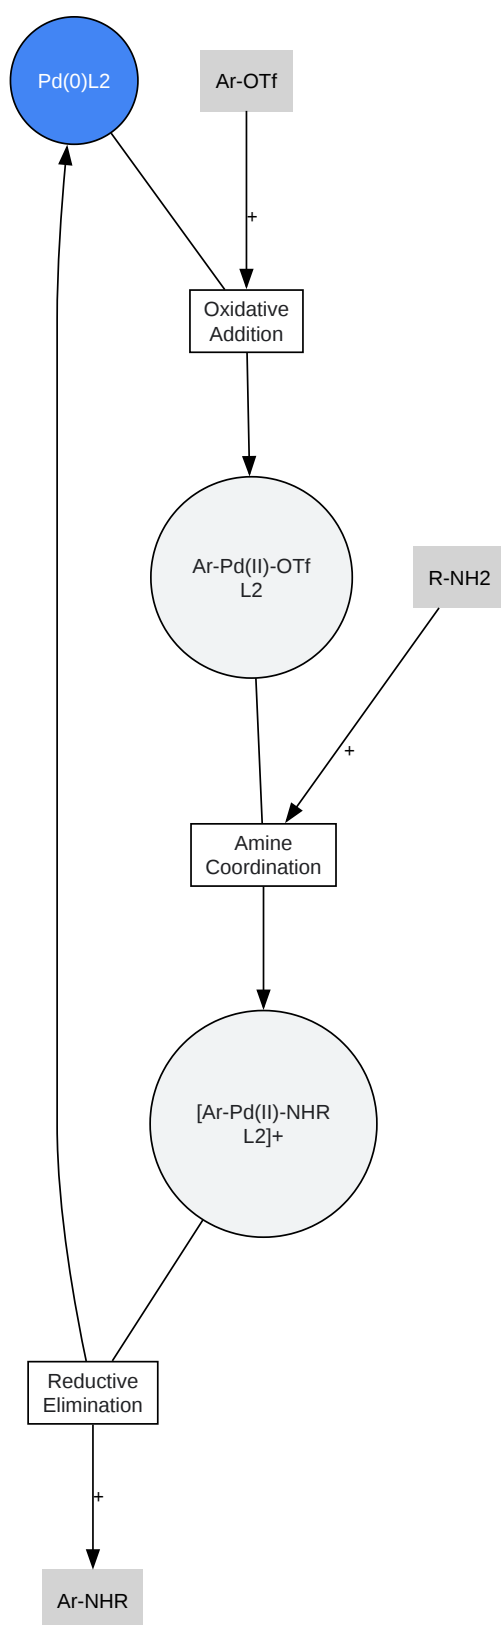 Pd(0)L2
Ar-OTf
+
Oxidative
Addition
Ar-Pd(II)-OTf
L2
R-NH2
+
Amine
Coordination
[Ar-Pd(II)-NHR
L2]+
Reductive
Elimination
+
Ar-NHR